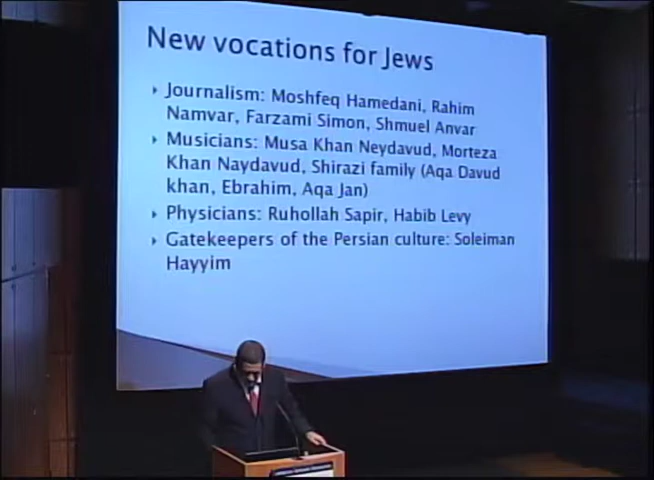 New vocations for Jews
Journalism: Moshfeq Hamedani, Rahim
Namvar, Farzami Simon, Shmuel Anvar
Musicians: Musa Khan Neydavud, Morteza
Khan Naydavud, Shirazi family (Aqa Davud
khan, Ebrahim, Aqa Jan)
Physicians: Ruhollah Sapir, Habib Levy
Gatekeepers of the Persian culture: Soleiman
Hayyim